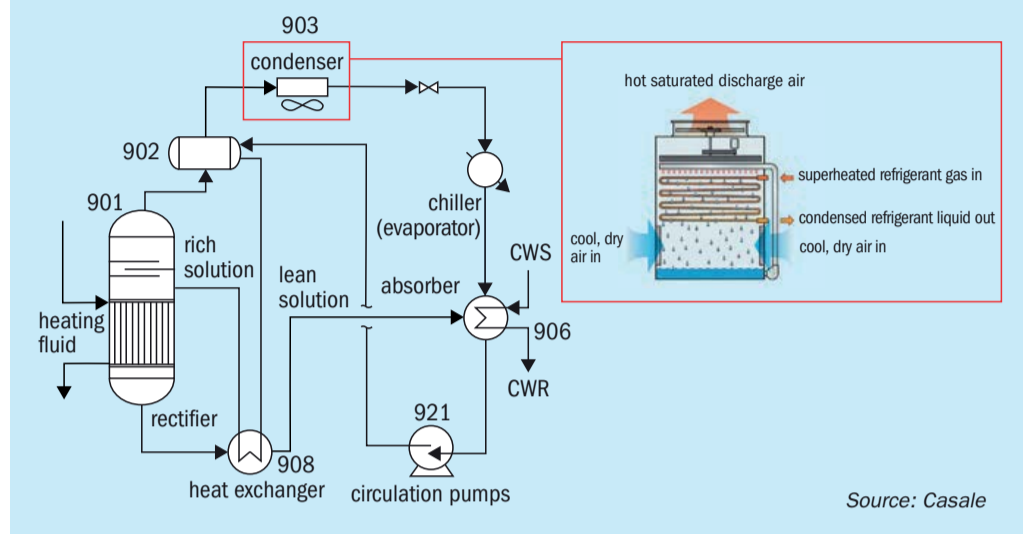 903
condenser
902
901
rich
solution
heating
fluid
rectifier
908
heat exchanger
lean
solution
absorber
chiller
(evaporator)
CWS
906
CWR
921
circulation pumps
hot saturated discharge air
superheated refrigerant gas in
condensed refrigerant liquid out
cool, dry
air in
cool, dry air in
Source: Casale